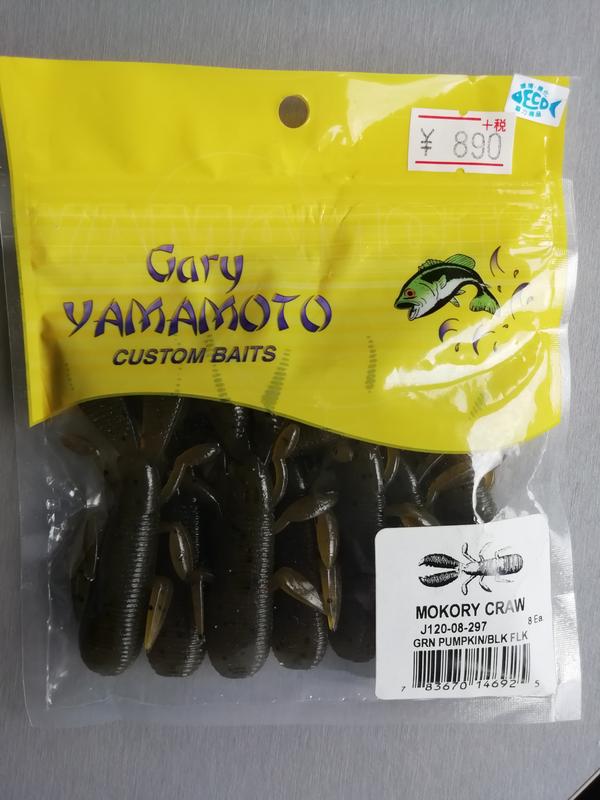 ECO
+税
¥ 890
Gary
YAMAMOTO
CUSTOM BAITS
MOKORY CRAW
J120-08-297
8 Ea.
GRN PUMPKIN/BLK FLK
7 83670 14692 5